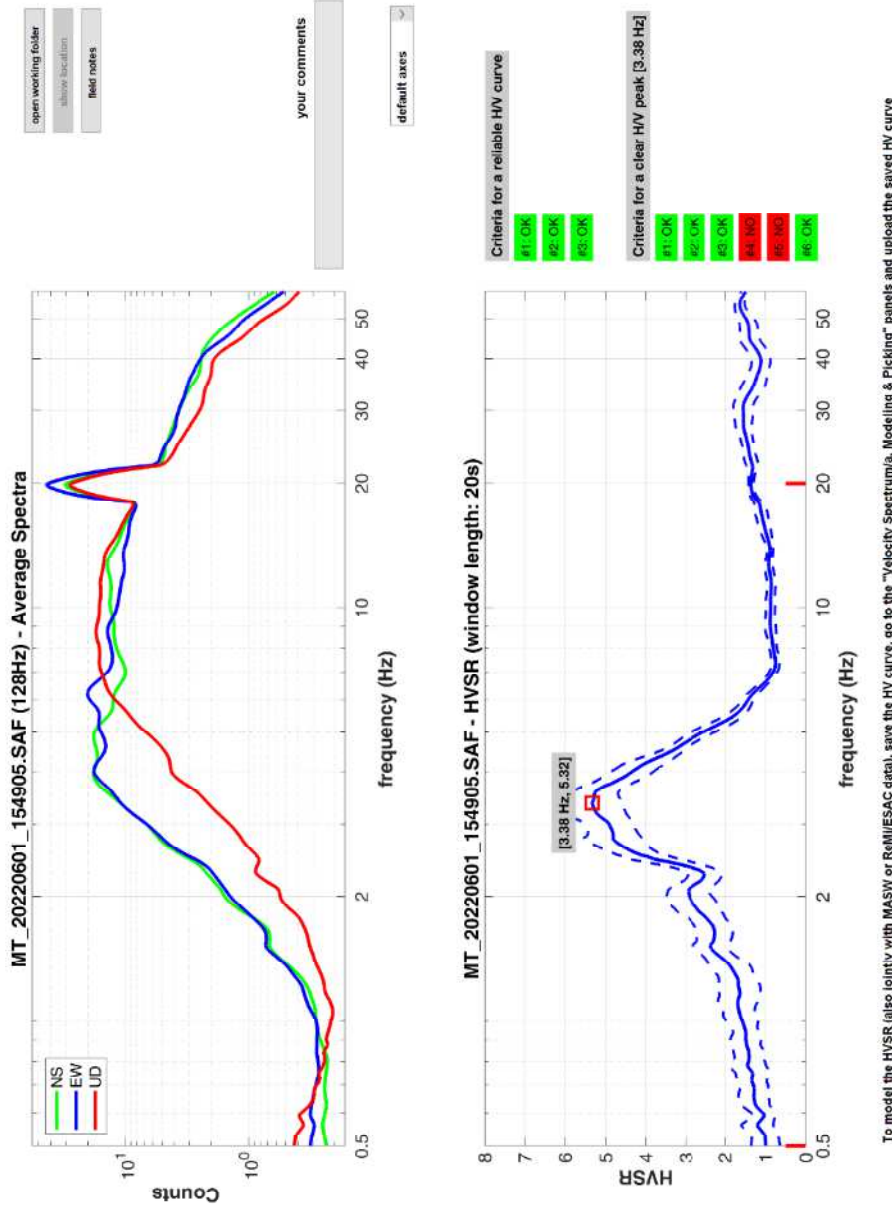 MT_20220601_154905.SAF (128Hz) - Average Spectra
NS
EW
UD
Counts
10^1
10^0
0.5
2
10
20
30
40
50
frequency (Hz)
open working folder
show location
field notes
your comments
default axes
MT_20220601_154905.SAF - HVSR (window length: 20s)
[3.38 Hz, 5.32]
HVSR
8
7
6
5
4
3
2
1
0
0.5
2
10
20
30
40
50
frequency (Hz)
Criteria for a reliable H/V curve
#1: OK
#2: OK
#3: OK
Criteria for a clear H/V peak [3.38 Hz]
#1: OK
#2: OK
#3: OK
#4: NO
#5: NO
#6: OK
To model the HVSR (also jointly with MASW or ReMi/ESAC data), save the HV curve, go to the "Velocity Spectrum/a, Modeling & Picking" panels and upload the saved HV curve